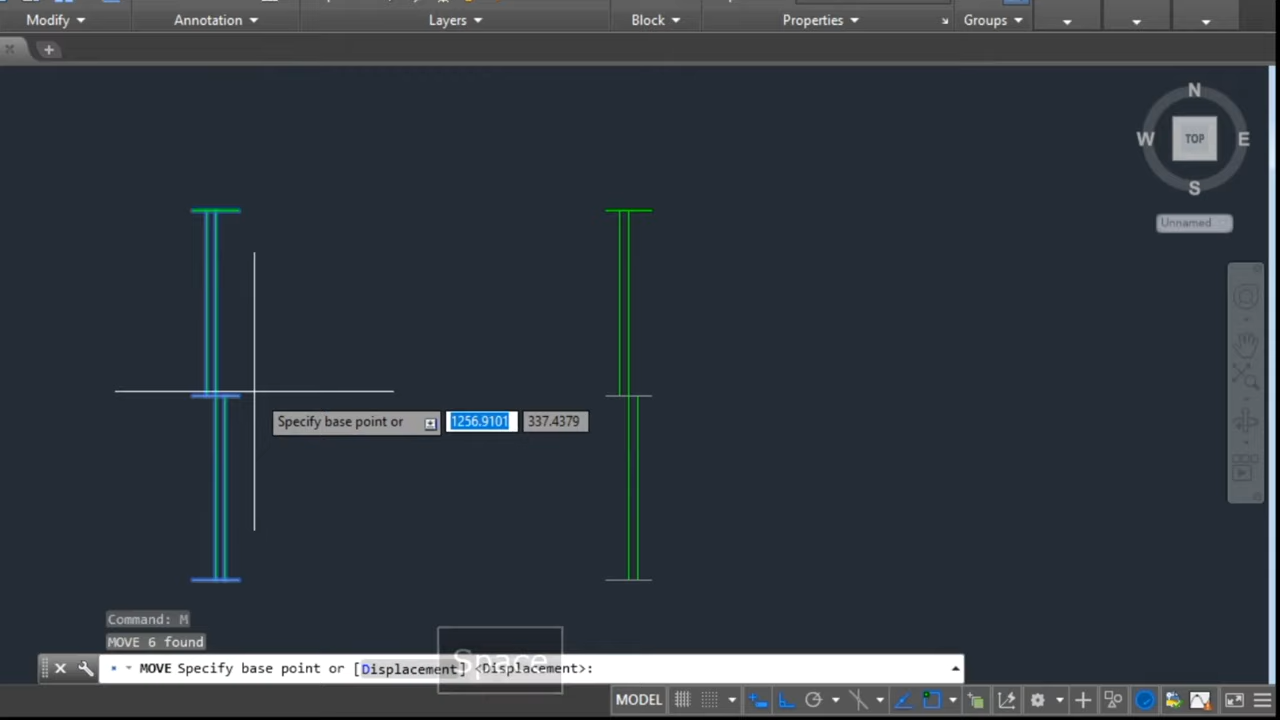 Modify Annotation Layers Block Properties Groups
N
W TOP E
S
Unnamed
Specify base point or 1256.9101 337.4379
Command: M
MOVE 6 found
Space
MOVE Specify base point or [Displacement] <Displacement>:
MODEL